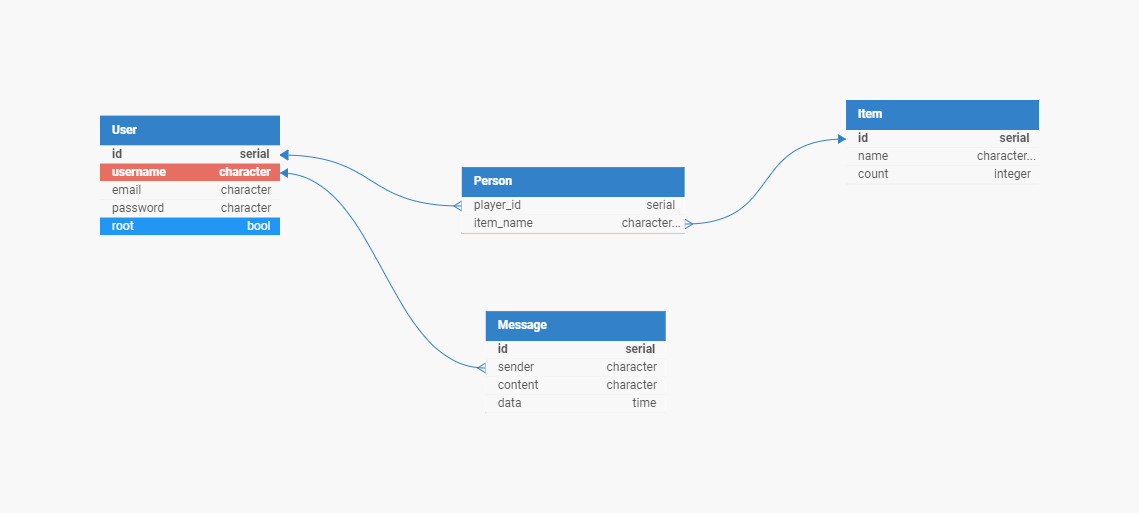 User
id serial
username character
email character
password character
root bool
Person
player_id serial
item_name character...
Item
id serial
name character...
count integer
Message
id serial
sender character
content character
data time